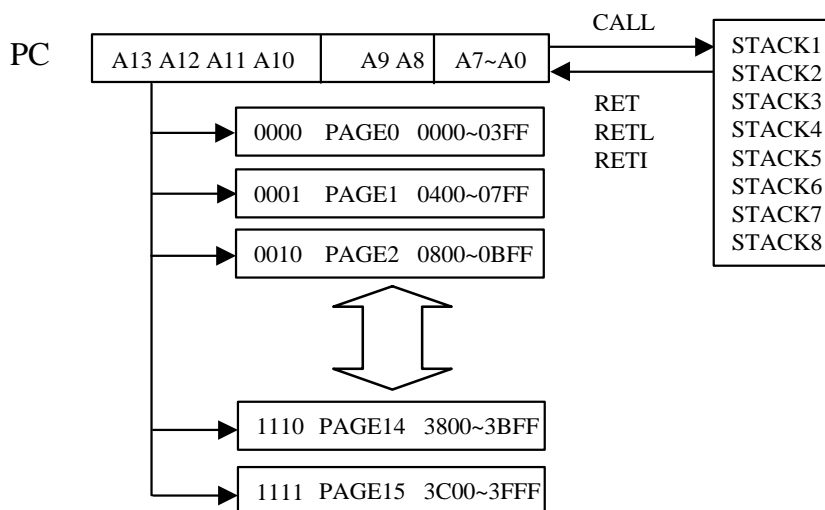 PC
A13 A12 A11 A10
A9 A8
A7~A0
CALL
RET
RETL
RETI
STACK1
STACK2
STACK3
STACK4
STACK5
STACK6
STACK7
STACK8
0000 PAGE0 0000~03FF
0001 PAGE1 0400~07FF
0010 PAGE2 0800~0BFF
1110 PAGE14 3800~3BFF
1111 PAGE15 3C00~3FFF